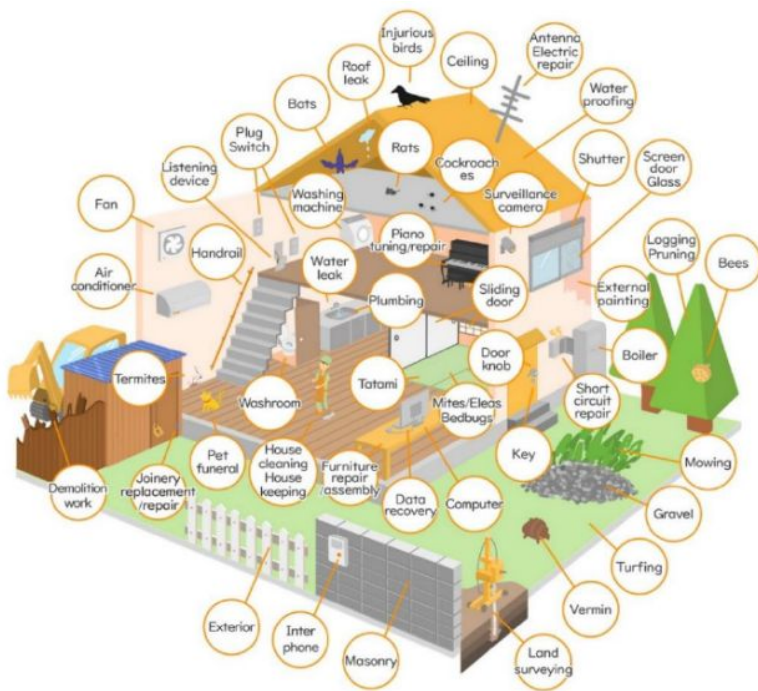 Injurious
birds
Antenna
Electric
repair
Roof
leak
Ceiling
Water
proofing
Bats
Plug
Switch
Rats
Cockroach
es
Shutter
Screen
door
Glass
Listening
device
Washing
machine
Surveillance
camera
Fan
Piano
tuning/repair
Logging
Pruning
Bees
Handrail
Water
leak
Air
conditioner
Plumbing
Sliding
door
External
painting
Termites
Washroom
Tatami
Door
knob
Boiler
Mites/Eleas
Bedbugs
Short
circuit
repair
Demolition
work
Joinery
replacement
/repair
Pet
funeral
House
cleaning
House
keeping
Furniture
repair
/assembly
Data
recovery
Computer
Key
Mowing
Gravel
Turfing
Vermin
Exterior
Inter
phone
Masonry
Land
surveying